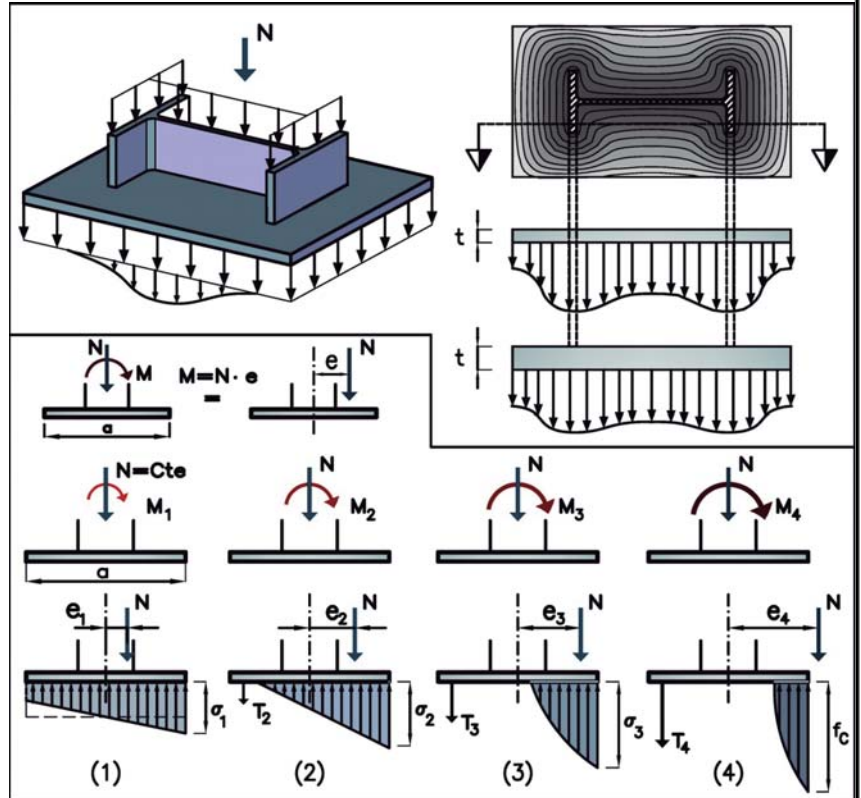 N
t
t
N M M=N·e = e N
a
N=Cte M₁ N M₂ N M₃ N M₄
a
e₁ N e₂ N e₃ N e₄ N
σ₁ T₂ σ₂ T₃ σ₃ T₄ f_c
(1) (2) (3) (4)